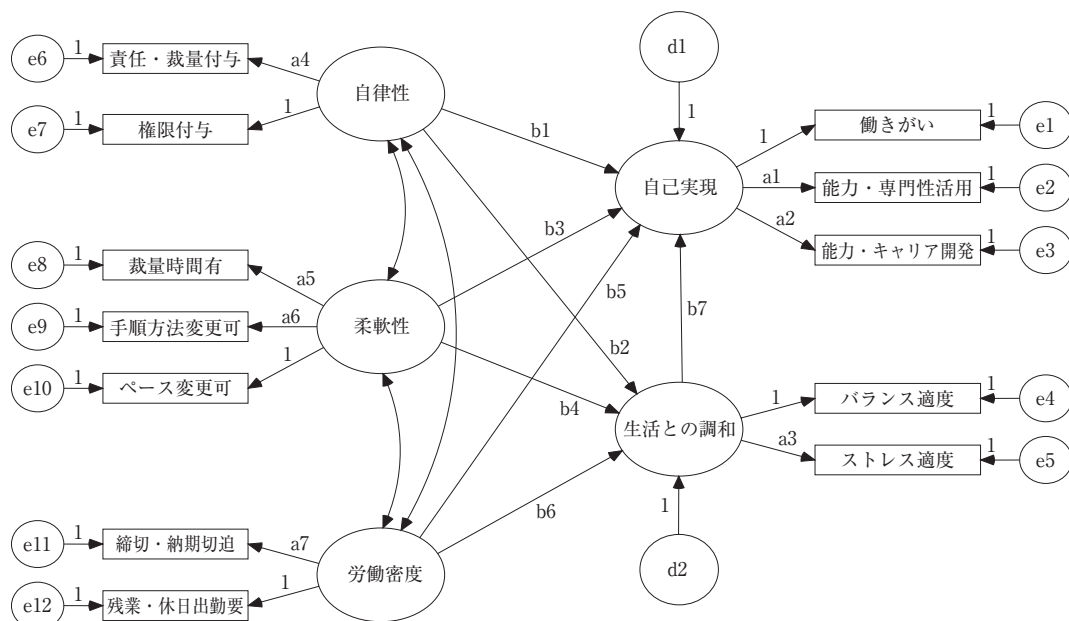 d1
e6
1
責任・裁量付与
a4
自律性
e7
1
権限付与
1
b1
1
自己実現
1
働きがい
1
e1
a1
能力・専門性活用
1
e2
a2
能力・キャリア開発
1
e3
b3
e8
1
裁量時間有
a5
柔軟性
e9
1
手順方法変更可
a6
e10
1
ペース変更可
1
b5
b7
b2
b4
生活との調和
1
バランス適度
1
e4
a3
ストレス適度
1
e5
b6
1
d2
e11
1
締切・納期切迫
a7
労働密度
e12
1
残業・休日出勤要
1